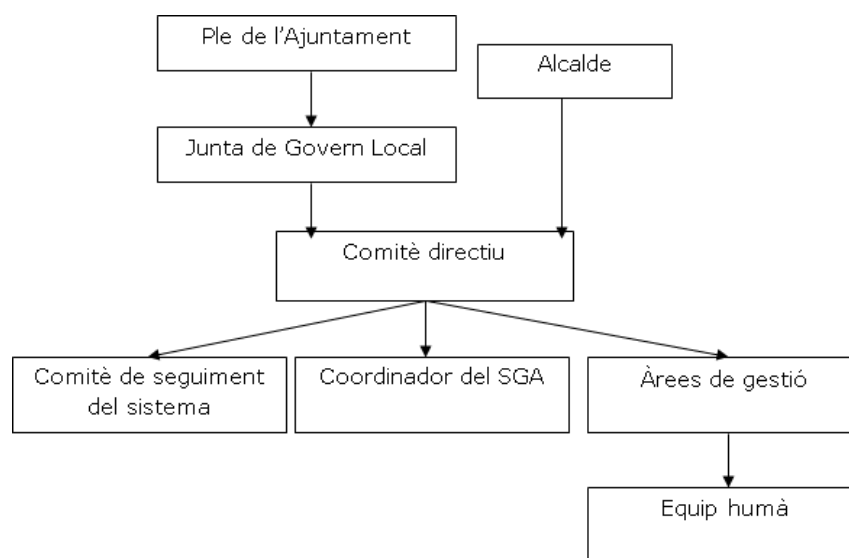 Ple de l'Ajuntament
Alcalde
Junta de Govern Local
Comitè directiu
Comitè de seguiment
del sistema
Coordinador del SGA
Àrees de gestió
Equip humà